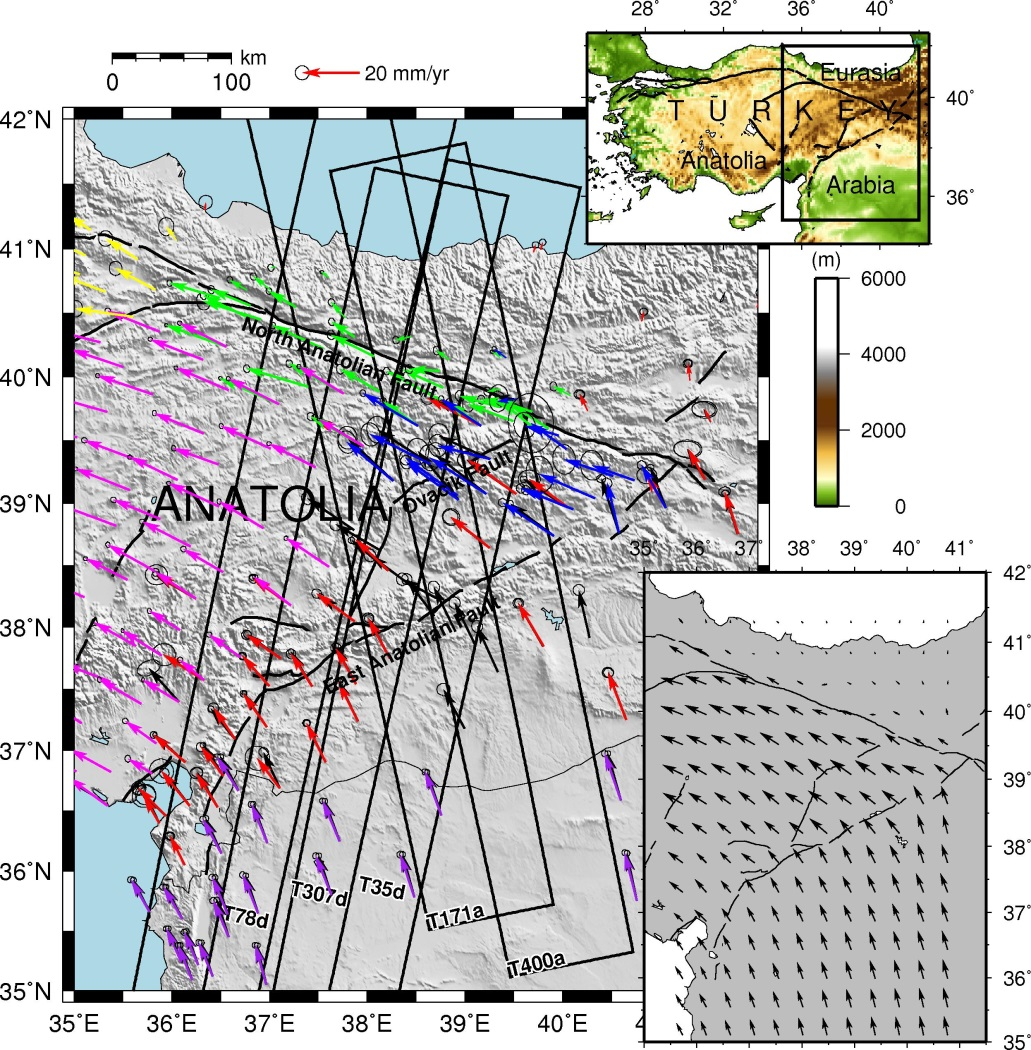 28° 32° 36° 40°
km
0 100
20 mm/yr
Eurasia
T Ū R K E Y
40°
Anatolia
Arabia
36°
42°N
41°N
40°N
39°N
38°N
37°N
36°N
35°N
(m)
6000
4000
2000
0
North Anatolian Fault
Ovacik Fault
ANATOLIA
East Anatolian Fault
35° 36° 37°
38° 39° 40° 41°
42°
41°
40°
39°
38°
37°
36°
35°
T78d
T307d
T35d
T171a
T400a
35°E 36°E 37°E 38°E 39°E 40°E 4